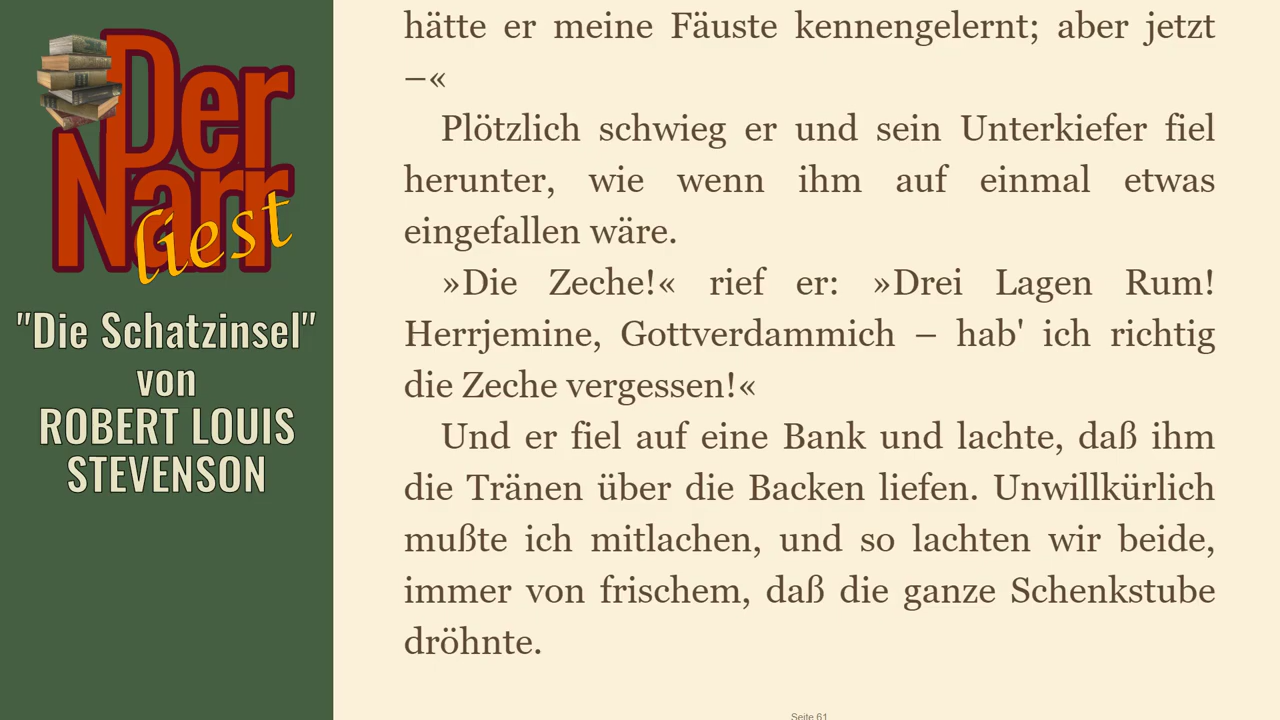 Der
Narr
liest
"Die Schatzinsel"
von
ROBERT LOUIS
STEVENSON
hätte er meine Fäuste kennengelernt; aber jetzt
–«
Plötzlich schwieg er und sein Unterkiefer fiel
herunter, wie wenn ihm auf einmal etwas
eingefallen wäre.
»Die Zeche!« rief er: »Drei Lagen Rum!
Herrjemine, Gottverdammich – hab' ich richtig
die Zeche vergessen!«
Und er fiel auf eine Bank und lachte, daß ihm
die Tränen über die Backen liefen. Unwillkürlich
mußte ich mitlachen, und so lachten wir beide,
immer von frischem, daß die ganze Schenkstube
dröhnte.
Seite 61